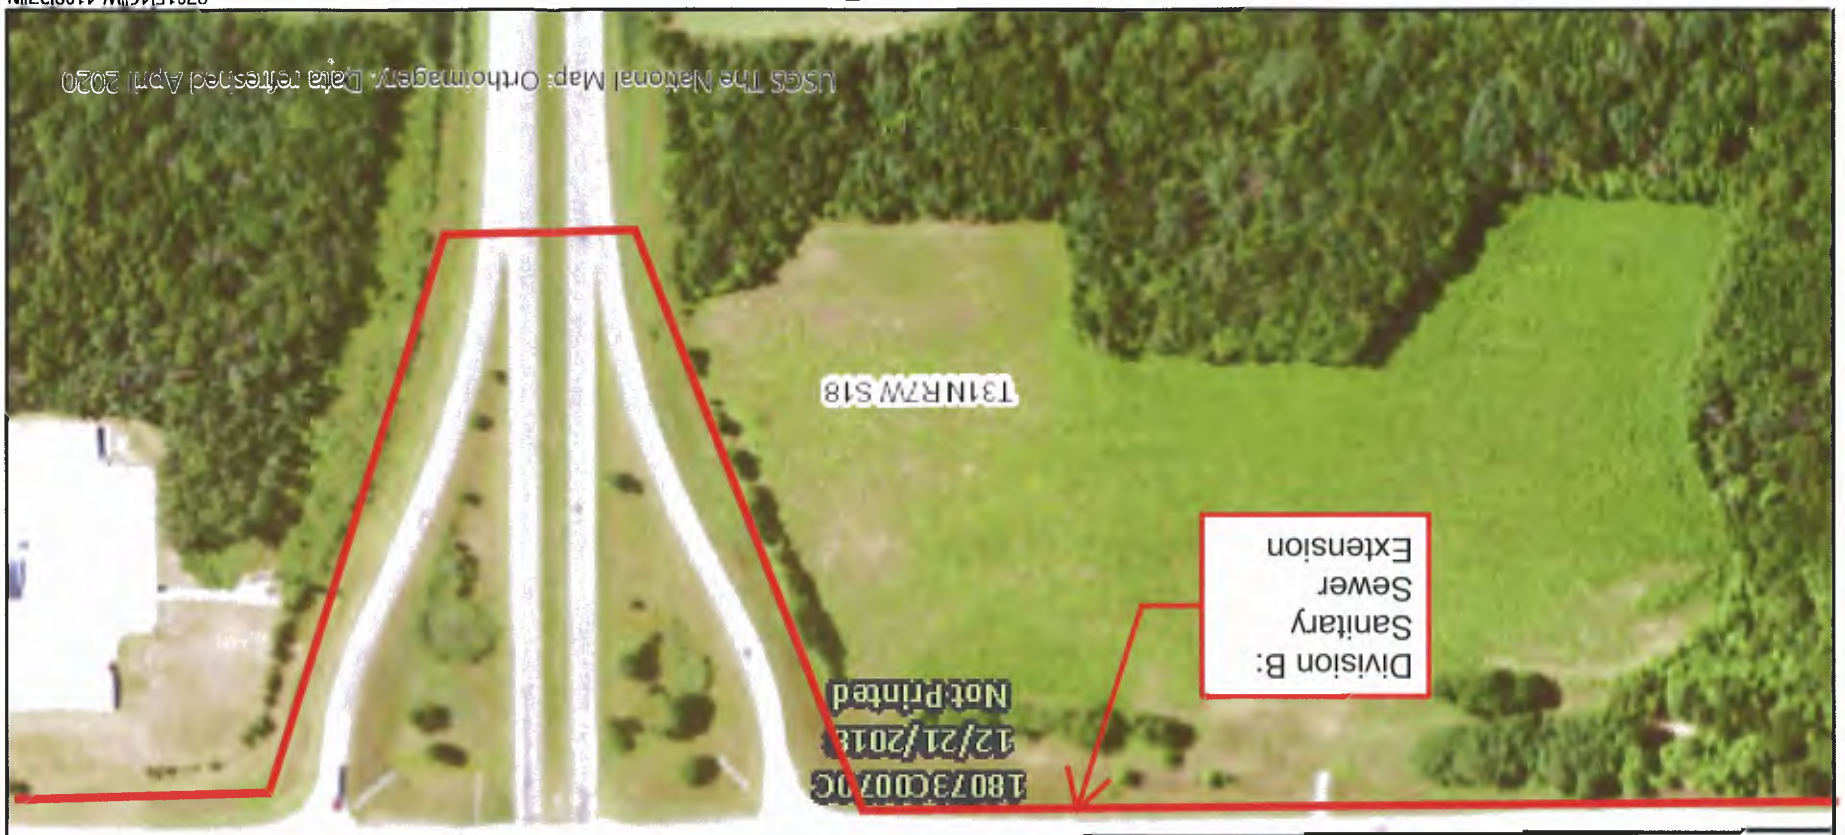 18073C0070C
12/21/2018
Not Printed
Division B:
Sanitary
Sewer
Extension
T31N R7W S18
USGS The National Map: Orthoimagery. Data refreshed April 2020